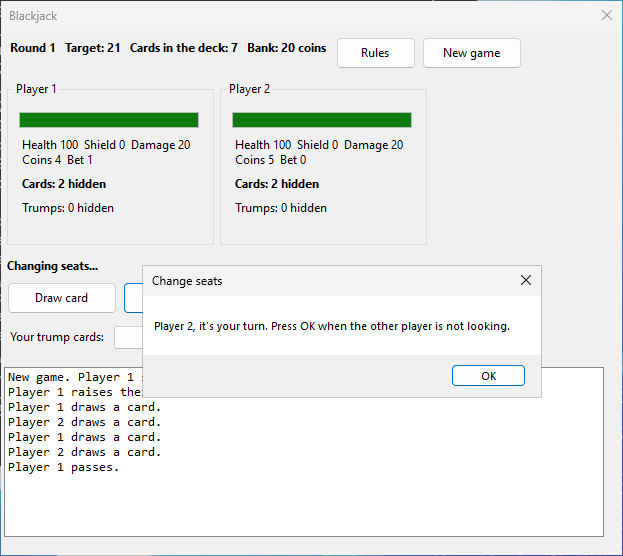 Blackjack
Round 1 Target: 21 Cards in the deck: 7 Bank: 20 coins Rules New game
Player 1 Player 2
Health 100 Shield 0 Damage 20 Health 100 Shield 0 Damage 20
Coins 4 Bet 1 Coins 5 Bet 0
Cards: 2 hidden Cards: 2 hidden
Trumps: 0 hidden Trumps: 0 hidden
Changing seats...
Draw card
Your trump cards:
Change seats
Player 2, it's your turn. Press OK when the other player is not looking.
OK
New game. Player 1
Player 1 raises the
Player 1 draws a card.
Player 2 draws a card.
Player 1 draws a card.
Player 2 draws a card.
Player 1 passes.